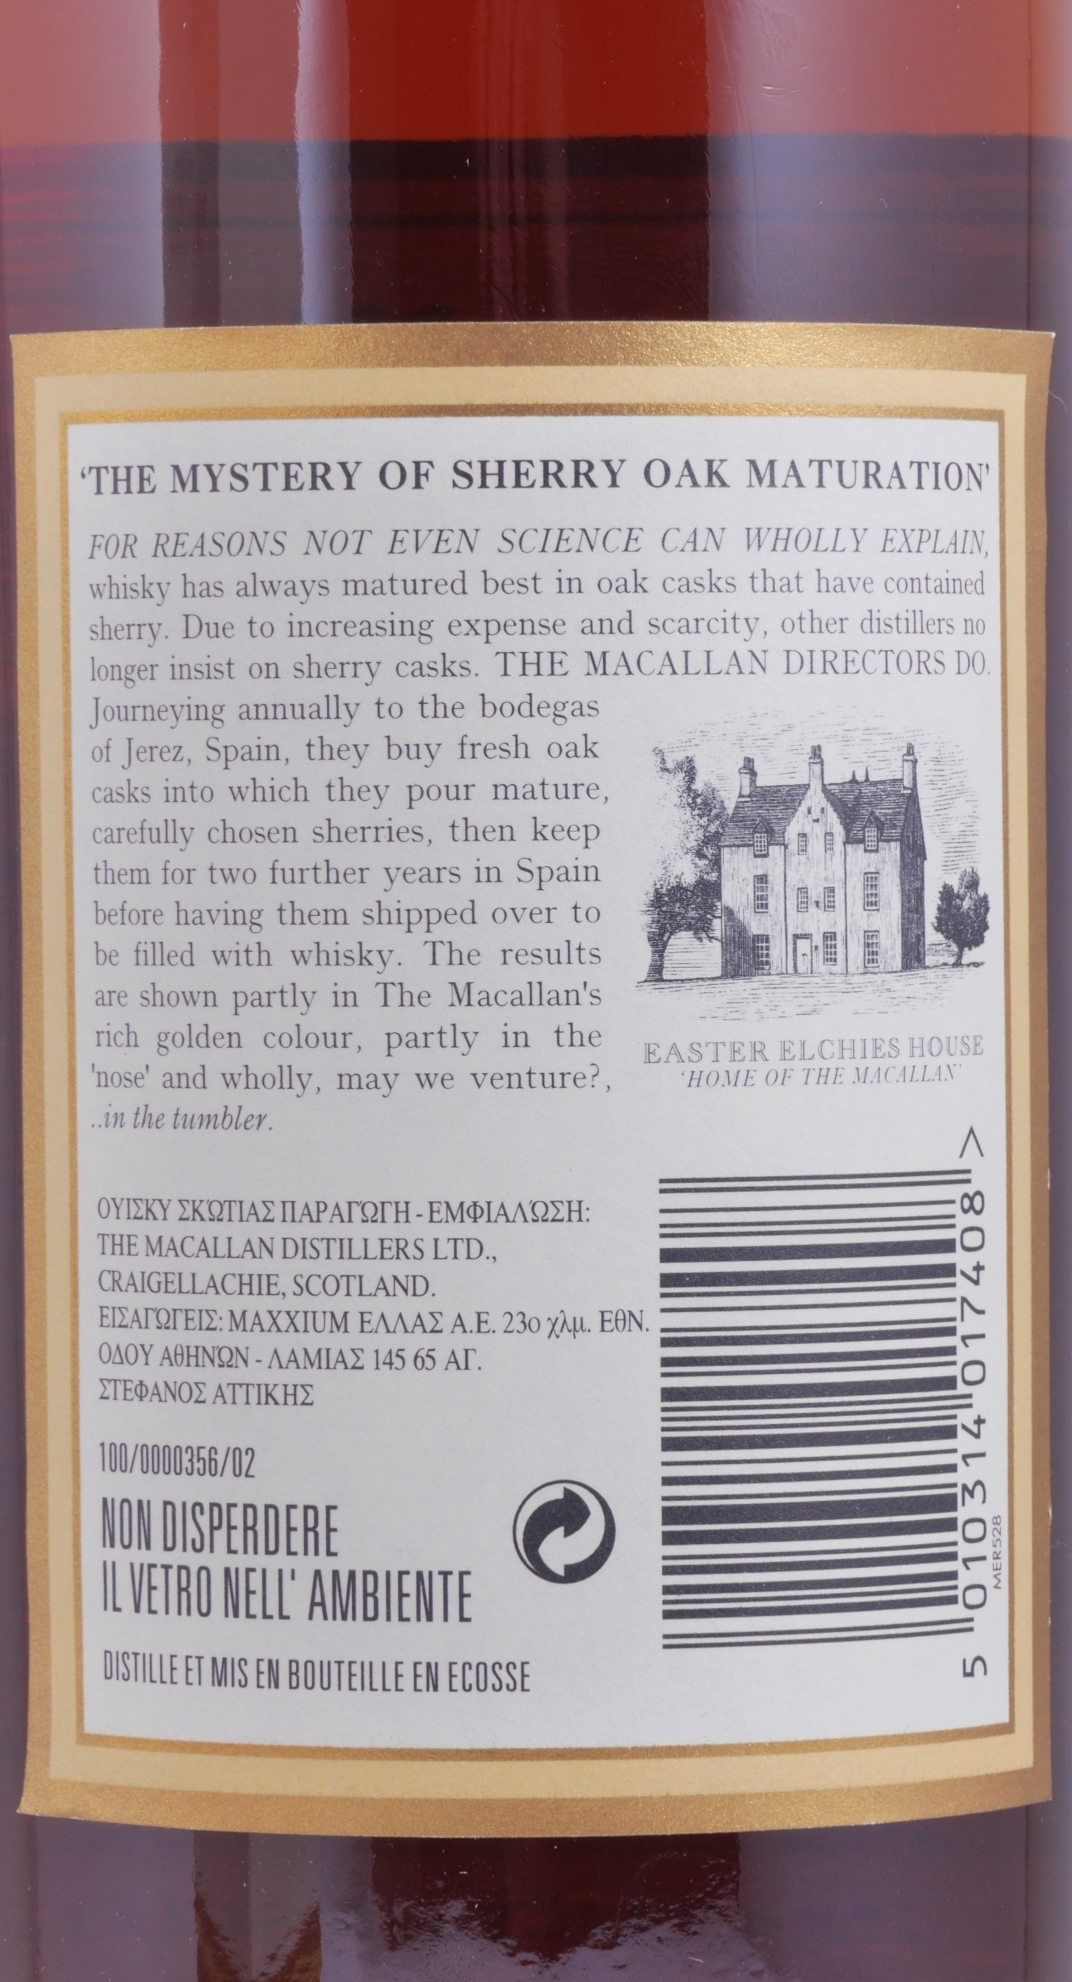 'THE MYSTERY OF SHERRY OAK MATURATION'
FOR REASONS NOT EVEN SCIENCE CAN WHOLLY EXPLAIN,
whisky has always matured best in oak casks that have contained
sherry. Due to increasing expense and scarcity, other distillers no
longer insist on sherry casks. THE MACALLAN DIRECTORS DO.
Journeying annually to the bodegas
of Jerez, Spain, they buy fresh oak
casks into which they pour mature,
carefully chosen sherries, then keep
them for two further years in Spain
before having them shipped over to
be filled with whisky. The results
are shown partly in The Macallan's
rich golden colour, partly in the
'nose' and wholly, may we venture?,
..in the tumbler.
EASTER ELCHIES HOUSE
'HOME OF THE MACALLAN'
ΟΥΙΣΚΥ ΣΚΏΤΙΑΣ ΠΑΡΑΓΏΓΗ - ΕΜΦΙΑΛΏΣΗ:
THE MACALLAN DISTILLERS LTD.,
CRAIGELLACHIE, SCOTLAND.
ΕΙΣΑΓΏΓΕΙΣ: MAXXIUM ΕΛΛΑΣ Α.Ε. 23ο χλμ. ΕΘΝ.
ΟΔΟΥ ΑΘΗΝΏΝ - ΛΑΜΙΑΣ 145 65 ΑΓ.
ΣΤΕΦΑΝΟΣ ΑΤΤΙΚΗΣ
100/0000356/02
NON DISPERDERE
IL VETRO NELL' AMBIENTE
DISTILLE ET MIS EN BOUTEILLE EN ECOSSE
5 010314 017408 >
MER528